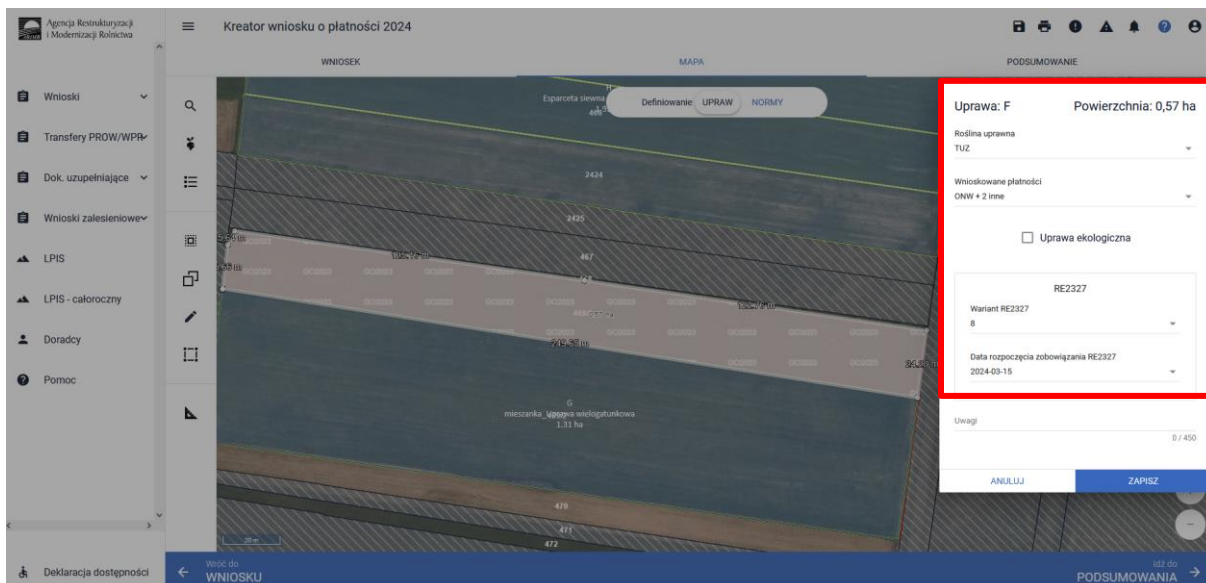 Agencja Restrukturyzacji
i Modernizacji Rolnictwa
Kreator wniosku o płatności 2024
WNIOSEK
MAPA
PODSUMOWANIE
Wnioski
Transfery PROW/WPR
Dok. uzupełniające
Wnioski zalesieniowe
LPIS
LPIS - całoroczny
Doradcy
Pomoc
Deklaracja dostępności
Definiowanie UPRAW NORMY
H
Esparceta siewna
2424
2425
467
249.55 m
G
mieszanka_Uprawa wielogatunkowa
1.31 ha
470
471
472
20 m
Uprawa: F
Powierzchnia: 0,57 ha
Roślina uprawna
TUZ
Wnioskowane płatności
ONW + 2 inne
Uprawa ekologiczna
RE2327
Wariant RE2327
8
Data rozpoczęcia zobowiązania RE2327
2024-03-15
Uwagi
0 / 450
ANULUJ
ZAPISZ
Wróć do
WNIOSKU
Idź do
PODSUMOWANIA